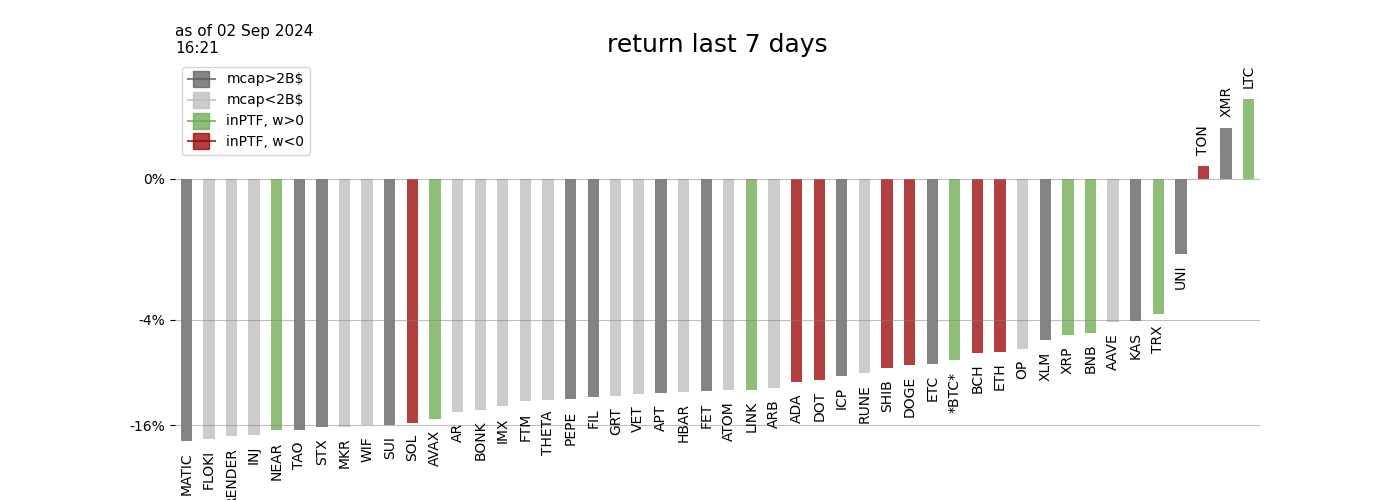 as of 02 Sep 2024
16:21
return last 7 days
mcap>2B$
mcap<2B$
inPTF, w>0
inPTF, w<0
0%
-4%
-16%
MATIC
FLOKI
RENDER
INJ
NEAR
TAO
STX
MKR
WIF
SUI
SOL
AVAX
AR
BONK
IMX
FTM
THETA
PEPE
FIL
GRT
VET
APT
HBAR
FET
ATOM
LINK
ARB
ADA
DOT
ICP
RUNE
SHIB
DOGE
ETC
*BTC*
BCH
ETH
OP
XLM
XRP
BNB
AAVE
KAS
TRX
UNI
TON
XMR
LTC